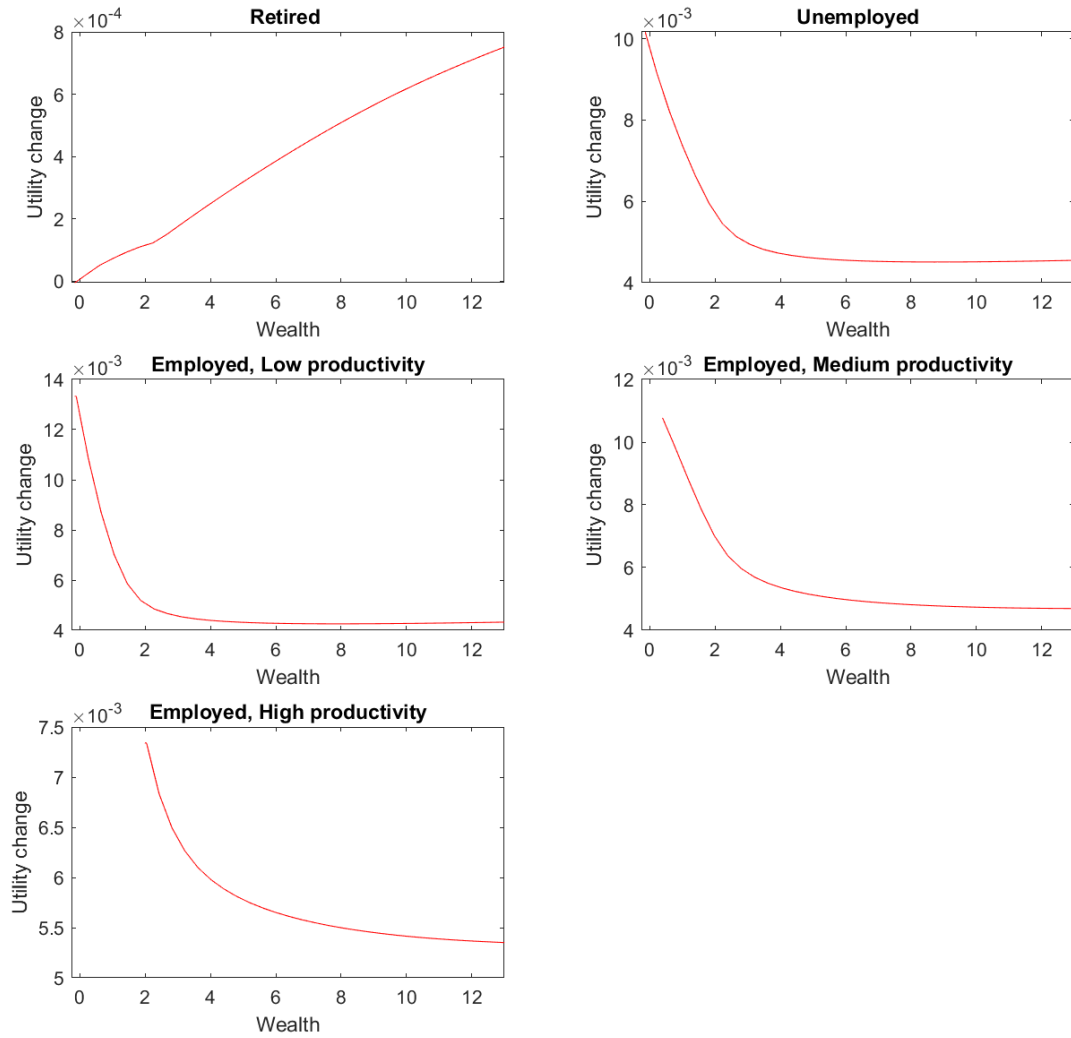 Retired
×10-4
8
6
4
2
0
Utility change
0 2 4 6 8 10 12
Wealth
Unemployed
×10-3
10
8
6
4
Utility change
0 2 4 6 8 10 12
Wealth
Employed, Low productivity
×10-3
14
12
10
8
6
4
Utility change
0 2 4 6 8 10 12
Wealth
Employed, Medium productivity
×10-3
12
10
8
6
4
Utility change
0 2 4 6 8 10 12
Wealth
Employed, High productivity
×10-3
7.5
7
6.5
6
5.5
5
Utility change
0 2 4 6 8 10 12
Wealth